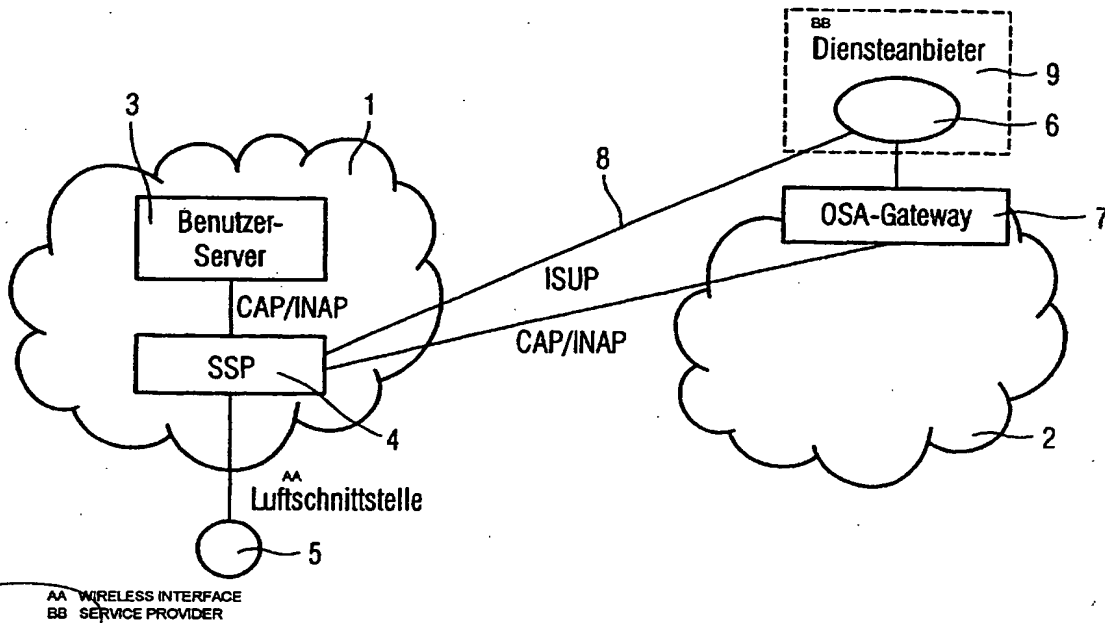 BB
Diensteanbieter
9
6
3
1
8
Benutzer-
Server
OSA-Gateway
7
ISUP
CAP/INAP
CAP/INAP
SSP
4
2
AA
Luftschnittstelle
5
AA WIRELESS INTERFACE
BB SERVICE PROVIDER